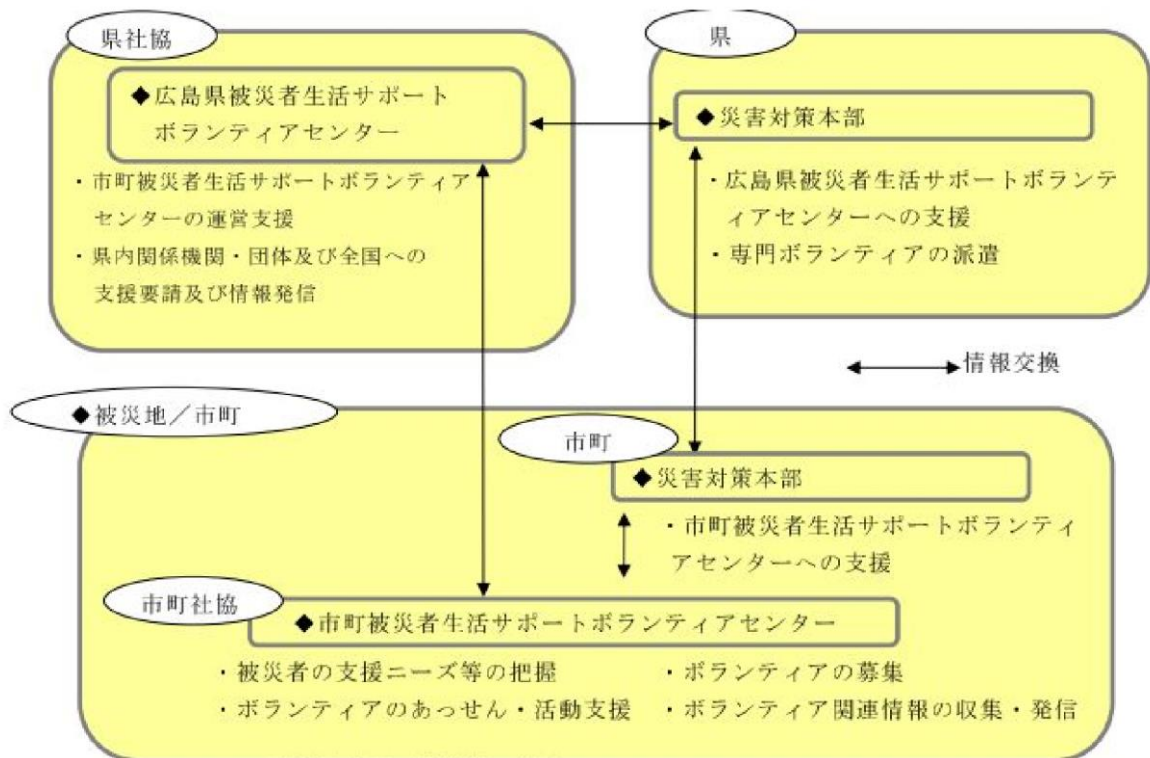 県社協
◆広島県被災者生活サポート
ボランティアセンター
・市町被災者生活サポートボランティア
センターの運営支援
・県内関係機関・団体及び全国への
支援要請及び情報発信
県
◆災害対策本部
・広島県被災者生活サポートボランテ
ィアセンターへの支援
・専門ボランティアの派遣
情報交換
◆被災地／市町
市町
◆災害対策本部
・市町被災者生活サポートボランティ
アセンターへの支援
市町社協
◆市町被災者生活サポートボランティアセンター
・被災者の支援ニーズ等の把握
・ボランティアの募集
・ボランティアのあっせん・活動支援
・ボランティア関連情報の収集・発信